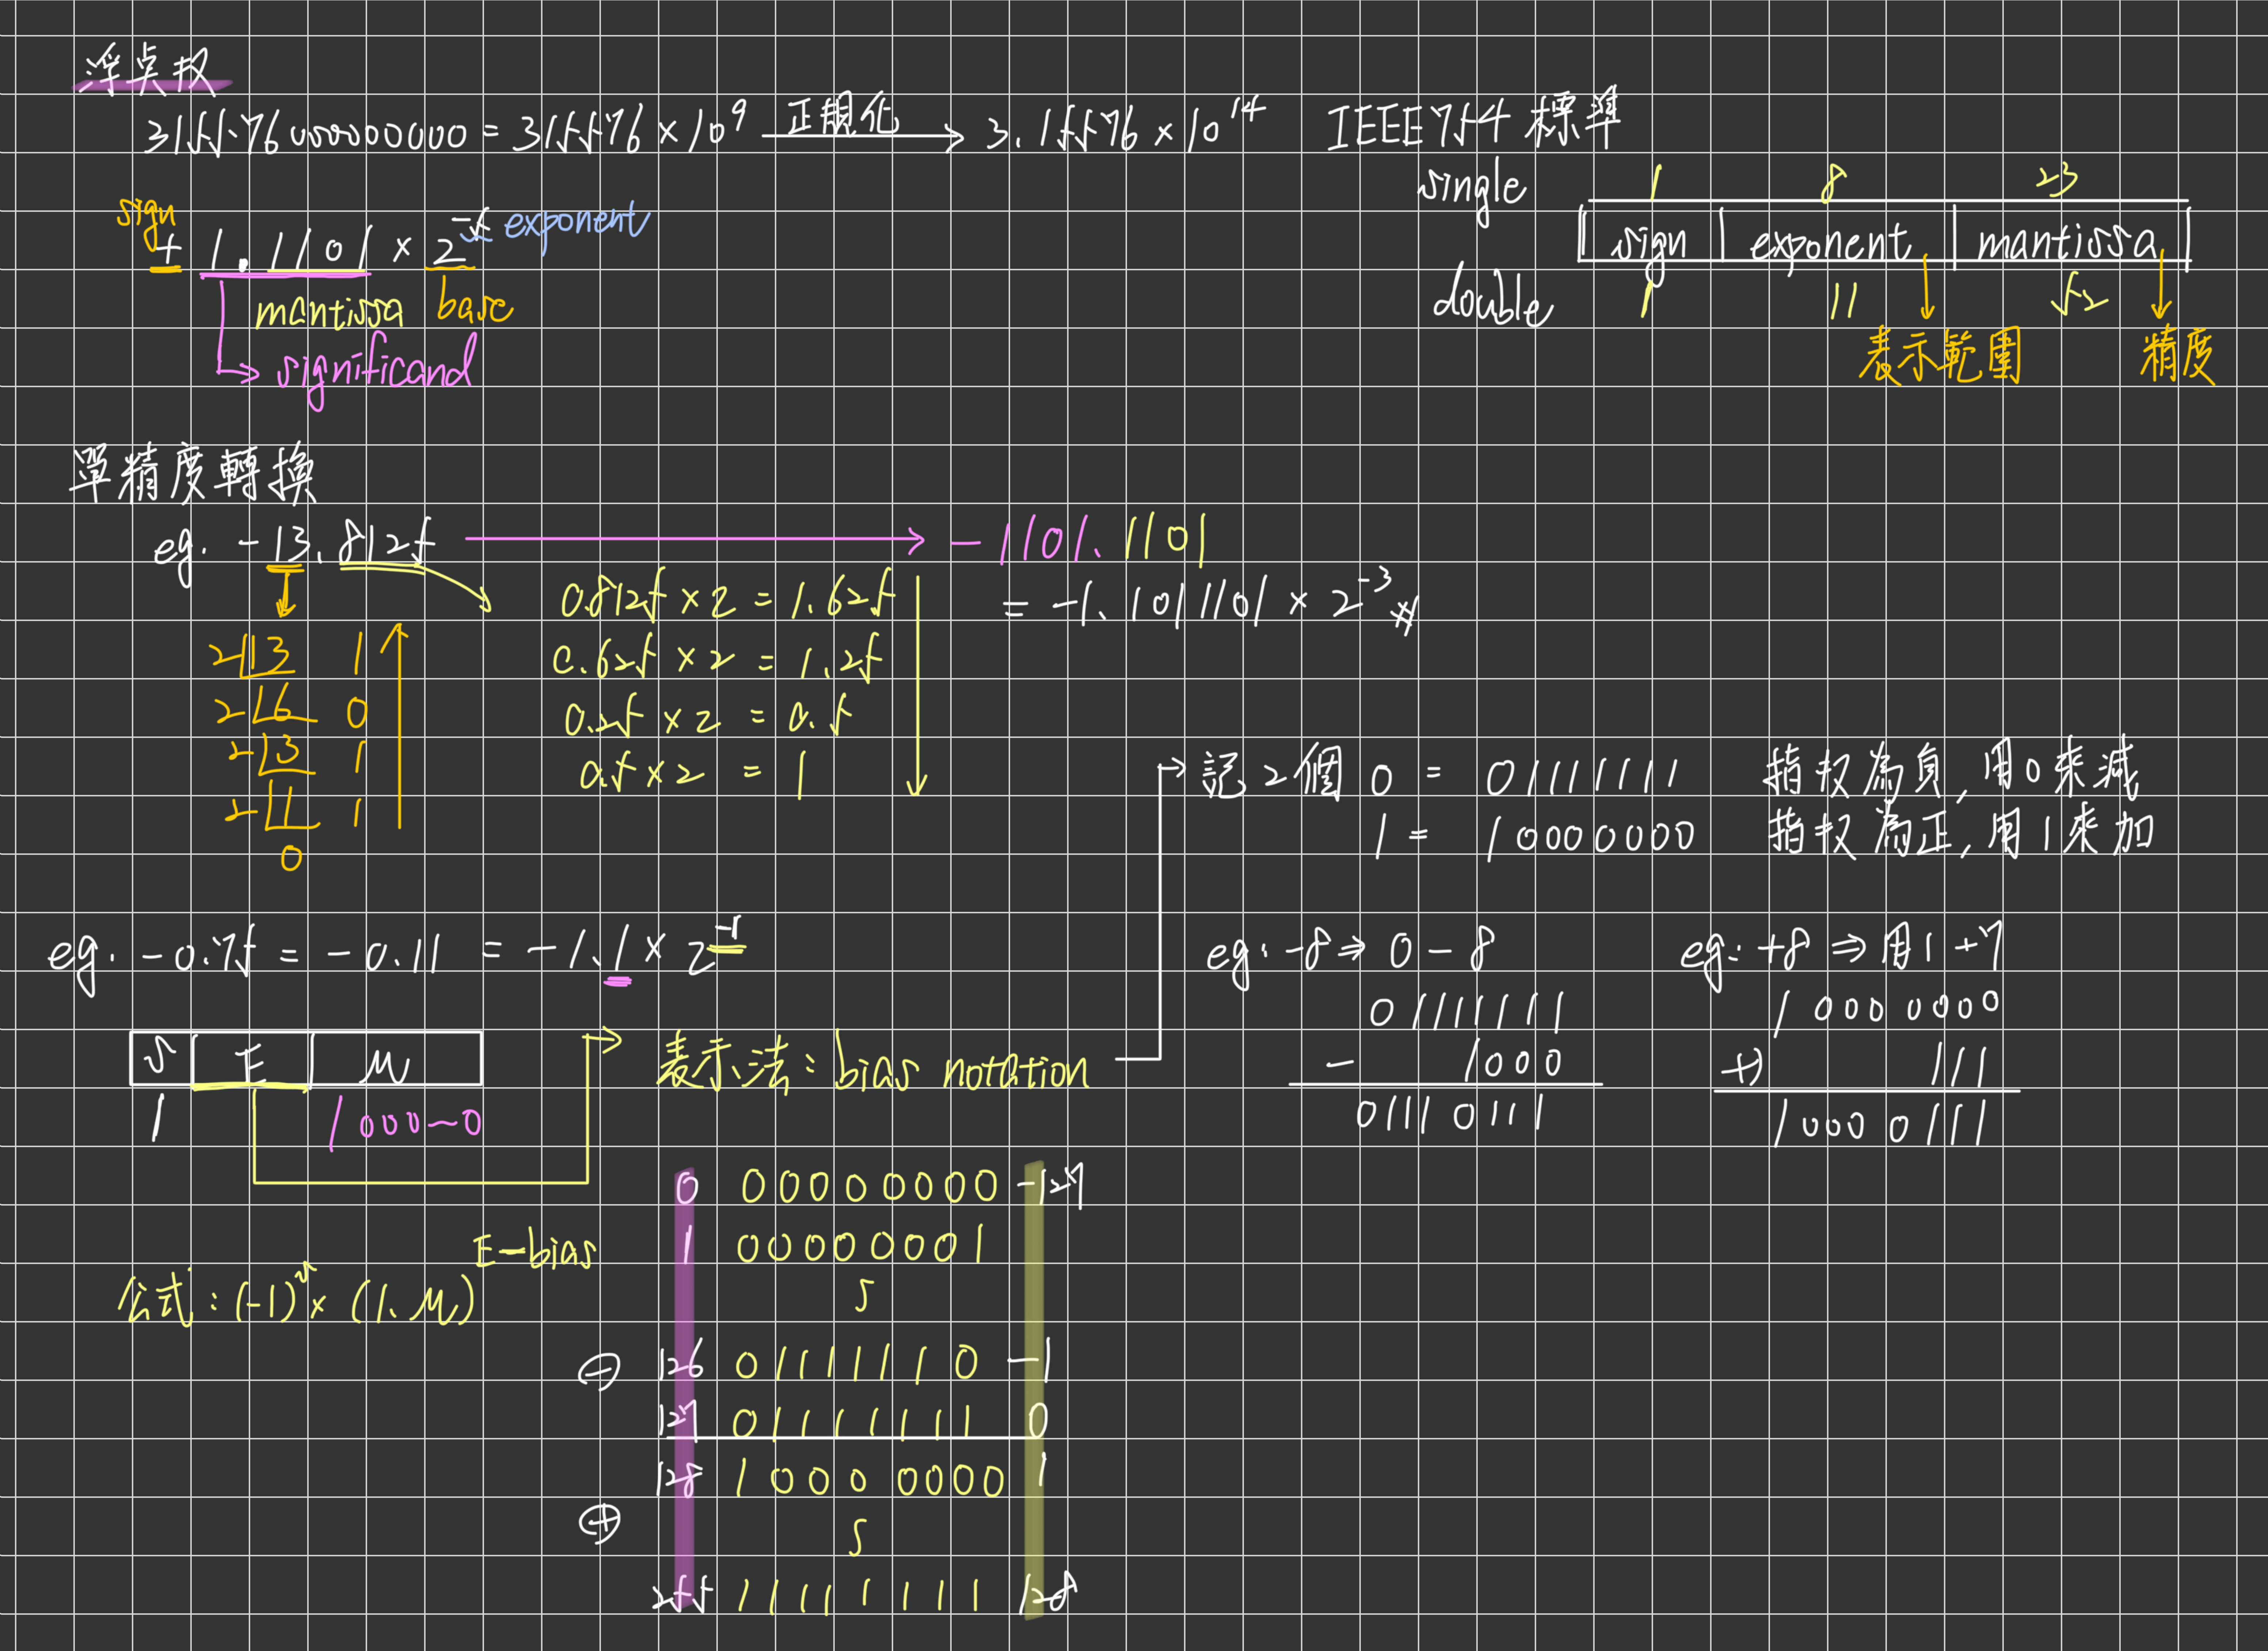 浮点数
315576000000000 = 315576 × 10^9 正規化→ 3.15576 × 10^14
IEEE754 標準
single 1 8 23
sign exponent mantissa
double 1 11 52
表示範圍 精度
sign
+ 1.1101 × 2^-5 exponent
mantissa base
→ significand
單精度轉換
eg. -13.8125 → -1101.1101
= -1.1011101 × 2^-3
0.8125 × 2 = 1.625
0.625 × 2 = 1.25
0.25 × 2 = 0.5
0.5 × 2 = 1
2 13 1
2 6 0
2 3 1
2 1 1
0
eg. -0.75 = -0.11 = -1.1 × 2^-1
S E M
1 1000~0
表示法: bias notation
→ 記 2 個 0 = 01111111 指数為負, 用0來減
1 = 10000000 指数為正, 用1來加
eg: -8 ⇒ 0 - 8
01111111
- 1000
01110111
eg: +8 ⇒ 用1 +7
10000000
+) 111
10000111
公式: (-1)^S × (1.M) E-bias
0 00000000 -127
1 00000001
⊖ 126 01111110 -1
127 01111111 0
128 10000000 1
⊕
255 11111111 128